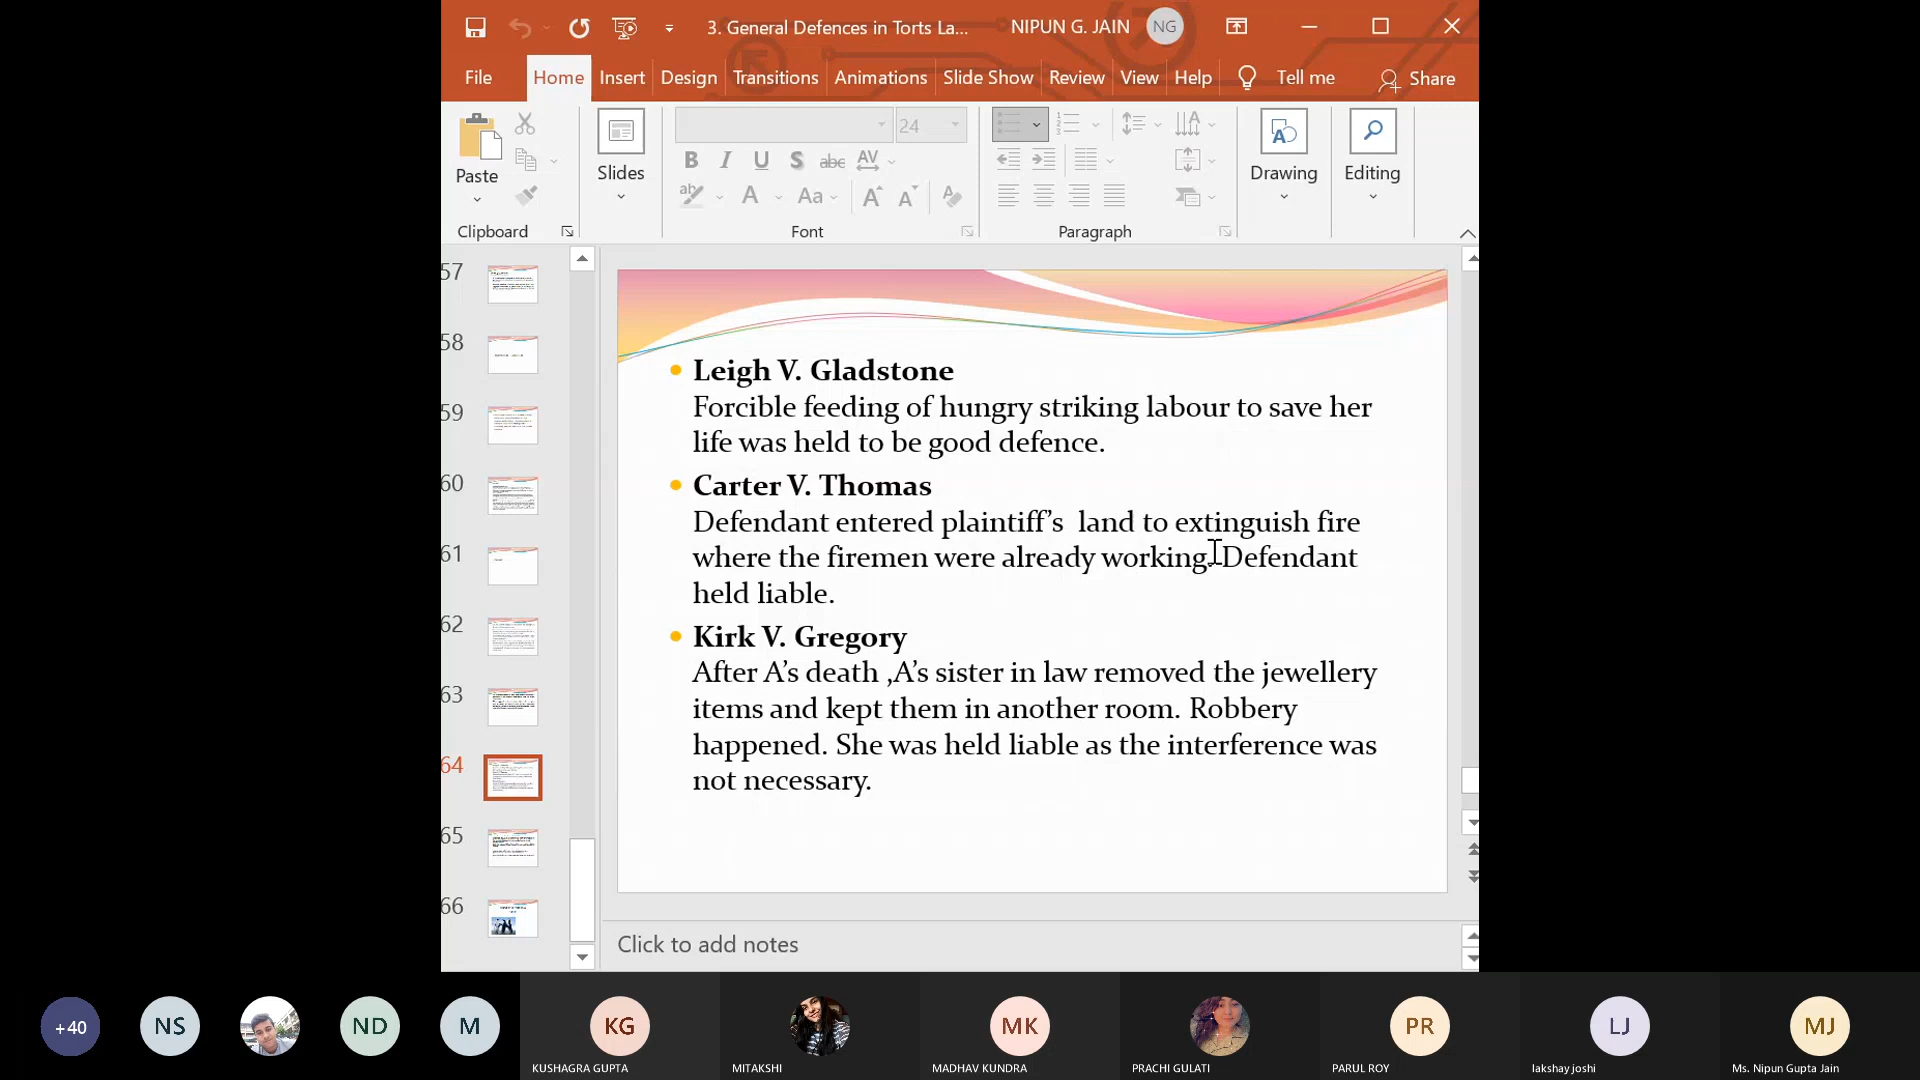 3. General Defences in Torts La...
NIPUN G. JAIN
NG
File
Home
Insert
Design
Transitions
Animations
Slide Show
Review
View
Help
Tell me
Share
Paste
Slides
24
B I U S abc AV
ab A Aa A A A
Drawing
Editing
Clipboard
Font
Paragraph
57
58
59
60
61
62
63
64
65
66
Leigh V. Gladstone
Forcible feeding of hungry striking labour to save her
life was held to be good defence.
Carter V. Thomas
Defendant entered plaintiff's land to extinguish fire
where the firemen were already working. Defendant
held liable.
Kirk V. Gregory
After A's death ,A's sister in law removed the jewellery
items and kept them in another room. Robbery
happened. She was held liable as the interference was
not necessary.
Click to add notes
+40
NS
ND
M
KG
MK
PR
LJ
MJ
KUSHAGRA GUPTA
MITAKSHI
MADHAV KUNDRA
PRACHI GULATI
PARUL ROY
lakshay joshi
Ms. Nipun Gupta Jain